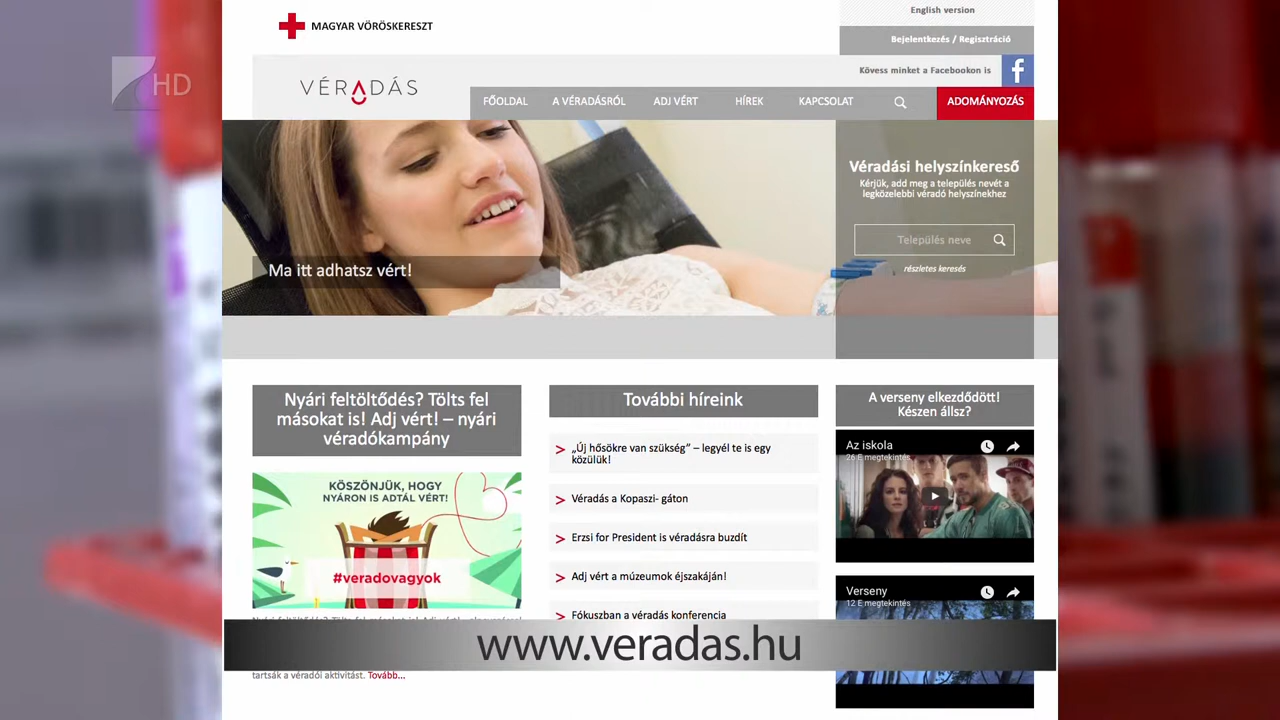 MAGYAR VÖRÖSKERESZT
English version
Bejelentkezés / Regisztráció
Kövess minket a Facebookon is
f
HD
VÉRADÁS
FŐOLDAL
A VÉRADÁSRÓL
ADJ VÉRT
HÍREK
KAPCSOLAT
ADOMÁNYOZÁS
Ma itt adhatsz vért!
Véradási helyszínkereső
Kérjük, add meg a település nevét a
legközelebbi véradó helyszínekhez
Település neve
részletes keresés
Nyári feltöltődés? Tölts fel
másokat is! Adj vért! – nyári
véradókampány
KÖSZÖNJÜK, HOGY
NYÁRON IS ADTÁL VÉRT!
#veradovagyok
tartsák a véradói aktivitást. Tovább...
További híreink
„Új hősökre van szükség” – legyél te is egy
közülük!
Véradás a Kopaszi- gáton
Erzsi for President is véradásra buzdít
Adj vért a múzeumok éjszakáján!
Fókuszban a véradás konferencia
A verseny elkezdődött!
Készen állsz?
Az iskola
26 E megtekintés
Verseny
12 E megtekintés
www.veradas.hu